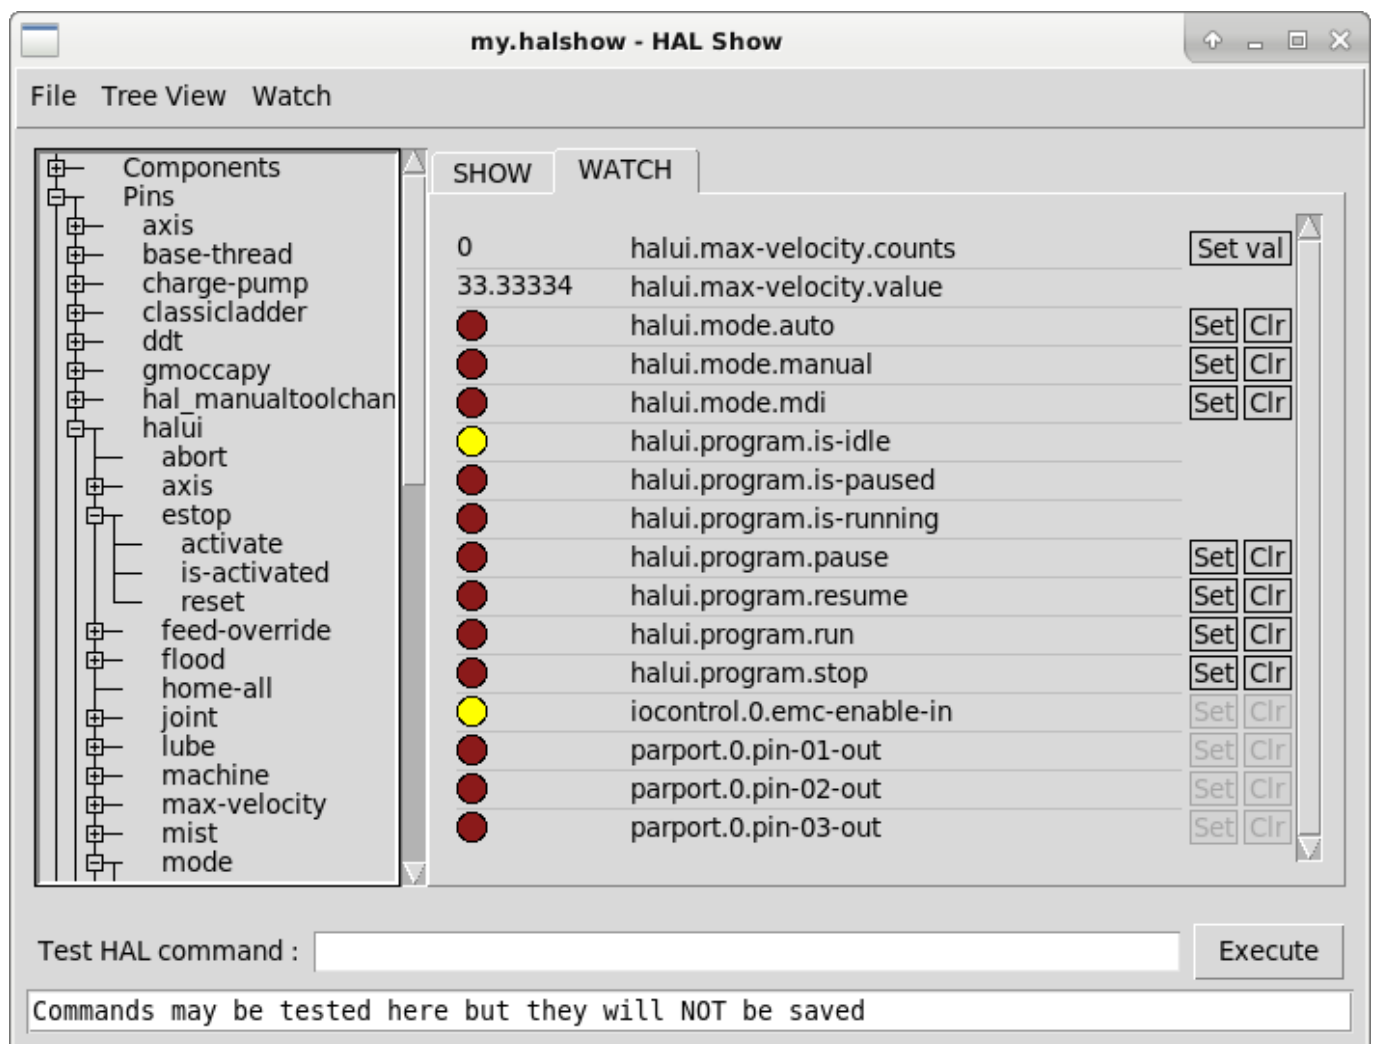 my.halshow - HAL Show
File Tree View Watch
Components
Pins
axis
base-thread
charge-pump
classicladder
ddt
gmoccapy
hal_manualtoolchan
halui
abort
axis
estop
activate
is-activated
reset
feed-override
flood
home-all
joint
lube
machine
max-velocity
mist
mode
SHOW WATCH
0 halui.max-velocity.counts Set val
33.33334 halui.max-velocity.value
halui.mode.auto Set Clr
halui.mode.manual Set Clr
halui.mode.mdi Set Clr
halui.program.is-idle
halui.program.is-paused
halui.program.is-running
halui.program.pause Set Clr
halui.program.resume Set Clr
halui.program.run Set Clr
halui.program.stop Set Clr
iocontrol.0.emc-enable-in Set Clr
parport.0.pin-01-out Set Clr
parport.0.pin-02-out Set Clr
parport.0.pin-03-out Set Clr
Test HAL command : Execute
Commands may be tested here but they will NOT be saved